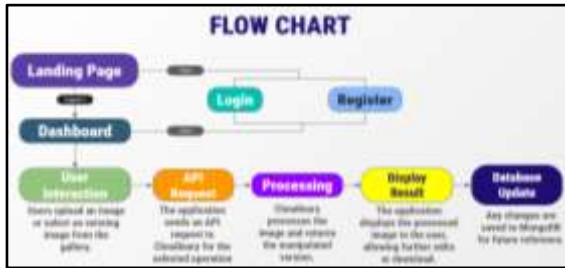 FLOW CHART
Landing Page
Login
Register
Dashboard
User
Interaction
API
Request
Processing
Display
Result
Database
Update
Users upload an image
or select an existing
image from the
gallery.
The application
sends an API
request to
Cloudinary for the
selected operation
Cloudinary
processes the
image and returns
the manipulated
version.
The application
displays the processed
image to the user,
allowing further edits
or download.
Any changes are
saved to MongoDB
for future reference.